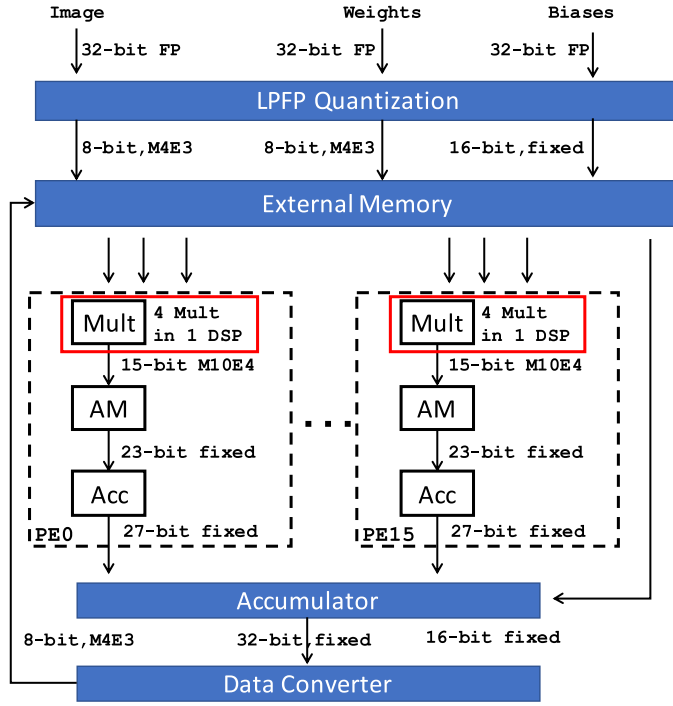 Image Weights Biases
32-bit FP 32-bit FP 32-bit FP
LPFP Quantization
8-bit,M4E3 8-bit,M4E3 16-bit,fixed
External Memory
Mult 4 Mult in 1 DSP Mult 4 Mult in 1 DSP
15-bit M10E4 15-bit M10E4
AM AM
...
23-bit fixed 23-bit fixed
Acc Acc
PE0 27-bit fixed PE15 27-bit fixed
Accumulator
8-bit,M4E3 32-bit,fixed 16-bit fixed
Data Converter